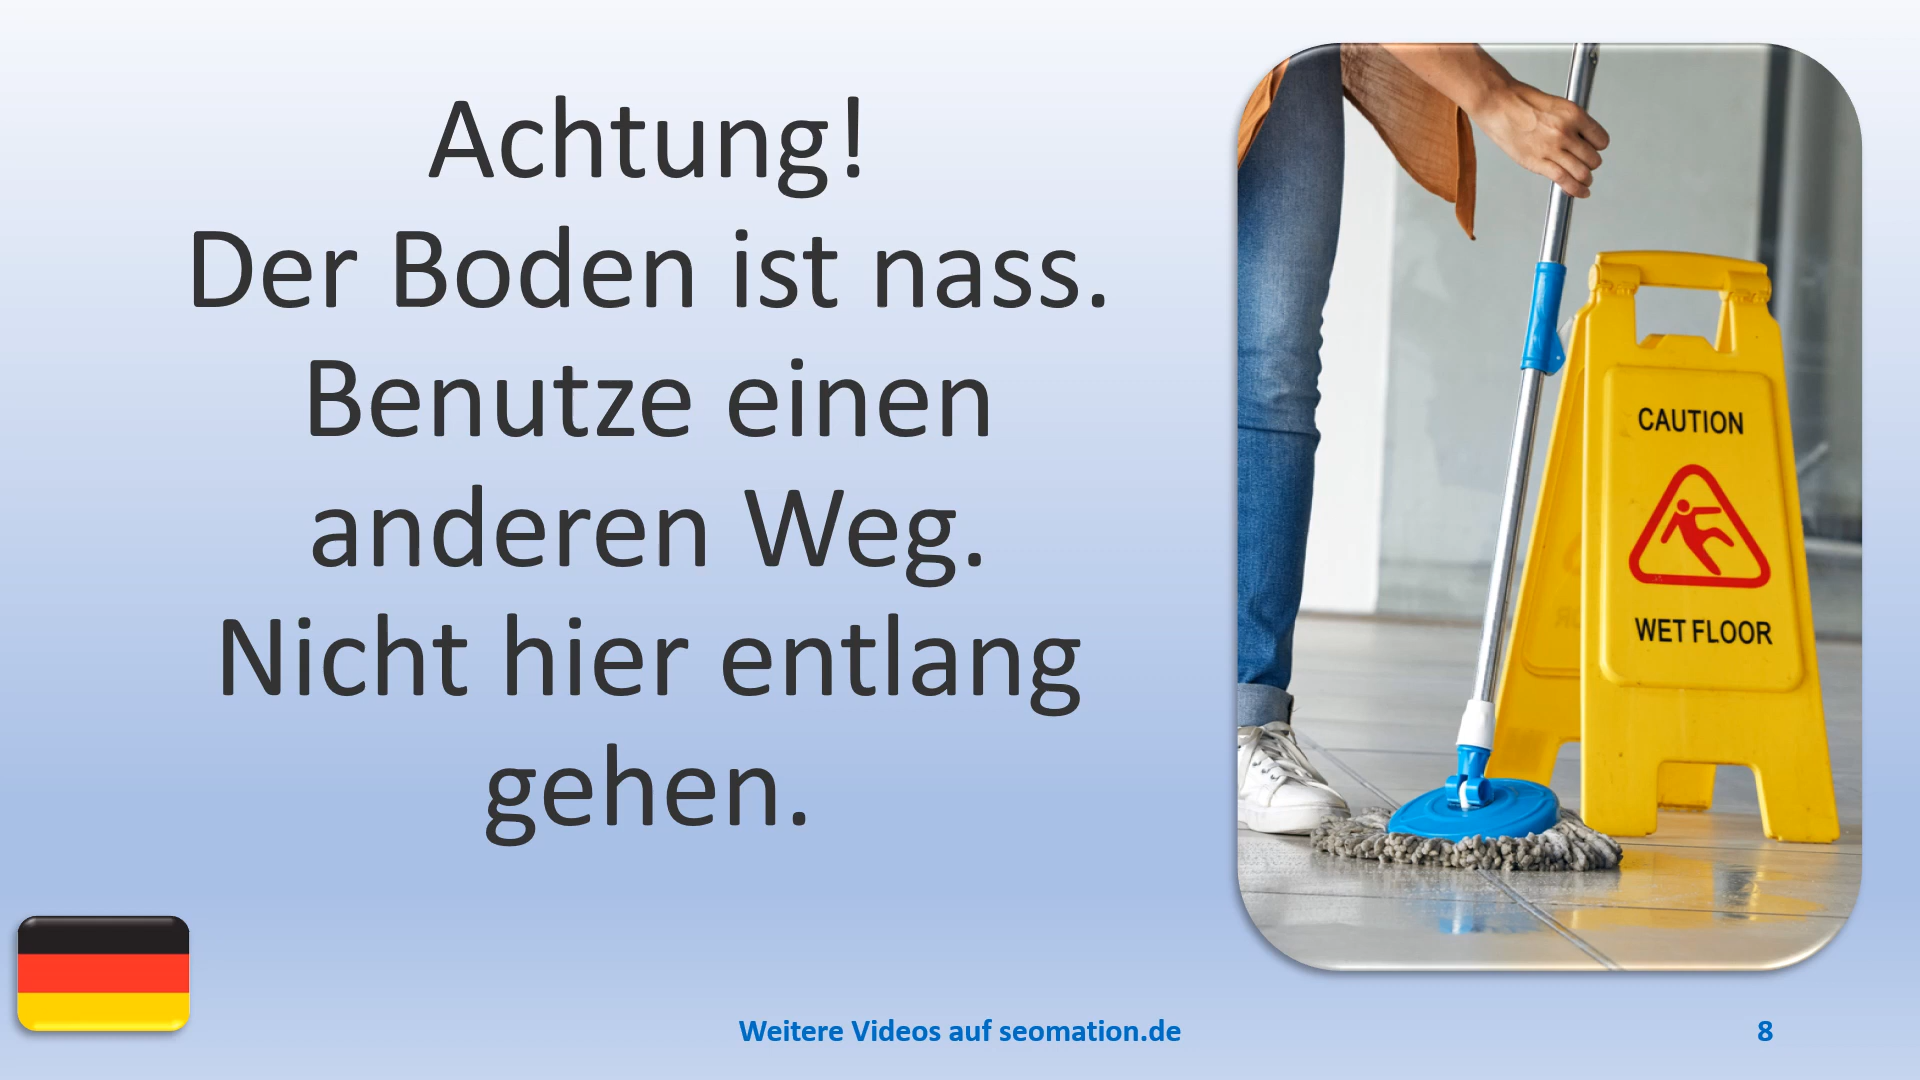 Achtung!
Der Boden ist nass.
Benutze einen
anderen Weg.
Nicht hier entlang
gehen.
CAUTION
WET FLOOR
Weitere Videos auf seomation.de
8